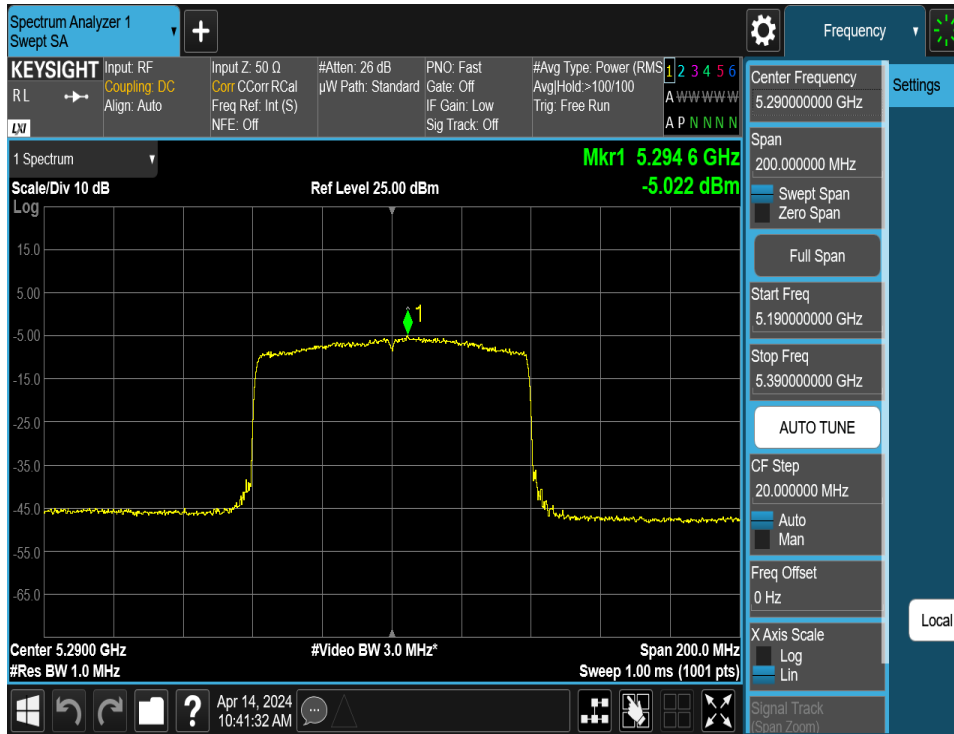 Spectrum Analyzer 1
Swept SA
+
Frequency
KEYSIGHT
R L
LXI
Input: RF
Coupling: DC
Align: Auto
Input Z: 50 Ω
Corr CCorr RCal
Freq Ref: Int (S)
NFE: Off
#Atten: 26 dB
µW Path: Standard
PNO: Fast
Gate: Off
IF Gain: Low
Sig Track: Off
#Avg Type: Power (RMS
Avg|Hold:>100/100
Trig: Free Run
1 2 3 4 5 6
A W W W W W
A P N N N N
1 Spectrum
Mkr1 5.294 6 GHz
-5.022 dBm
Scale/Div 10 dB
Ref Level 25.00 dBm
Log
15.0
5.00
-5.00
-15.0
-25.0
-35.0
-45.0
-55.0
-65.0
1
Center 5.2900 GHz
#Video BW 3.0 MHz*
Span 200.0 MHz
#Res BW 1.0 MHz
Sweep 1.00 ms (1001 pts)
Center Frequency
5.290000000 GHz
Span
200.000000 MHz
Swept Span
Zero Span
Full Span
Start Freq
5.190000000 GHz
Stop Freq
5.390000000 GHz
AUTO TUNE
CF Step
20.000000 MHz
Auto
Man
Freq Offset
0 Hz
X Axis Scale
Log
Lin
Signal Track
(Span Zoom)
Settings
Local
?
Apr 14, 2024
10:41:32 AM